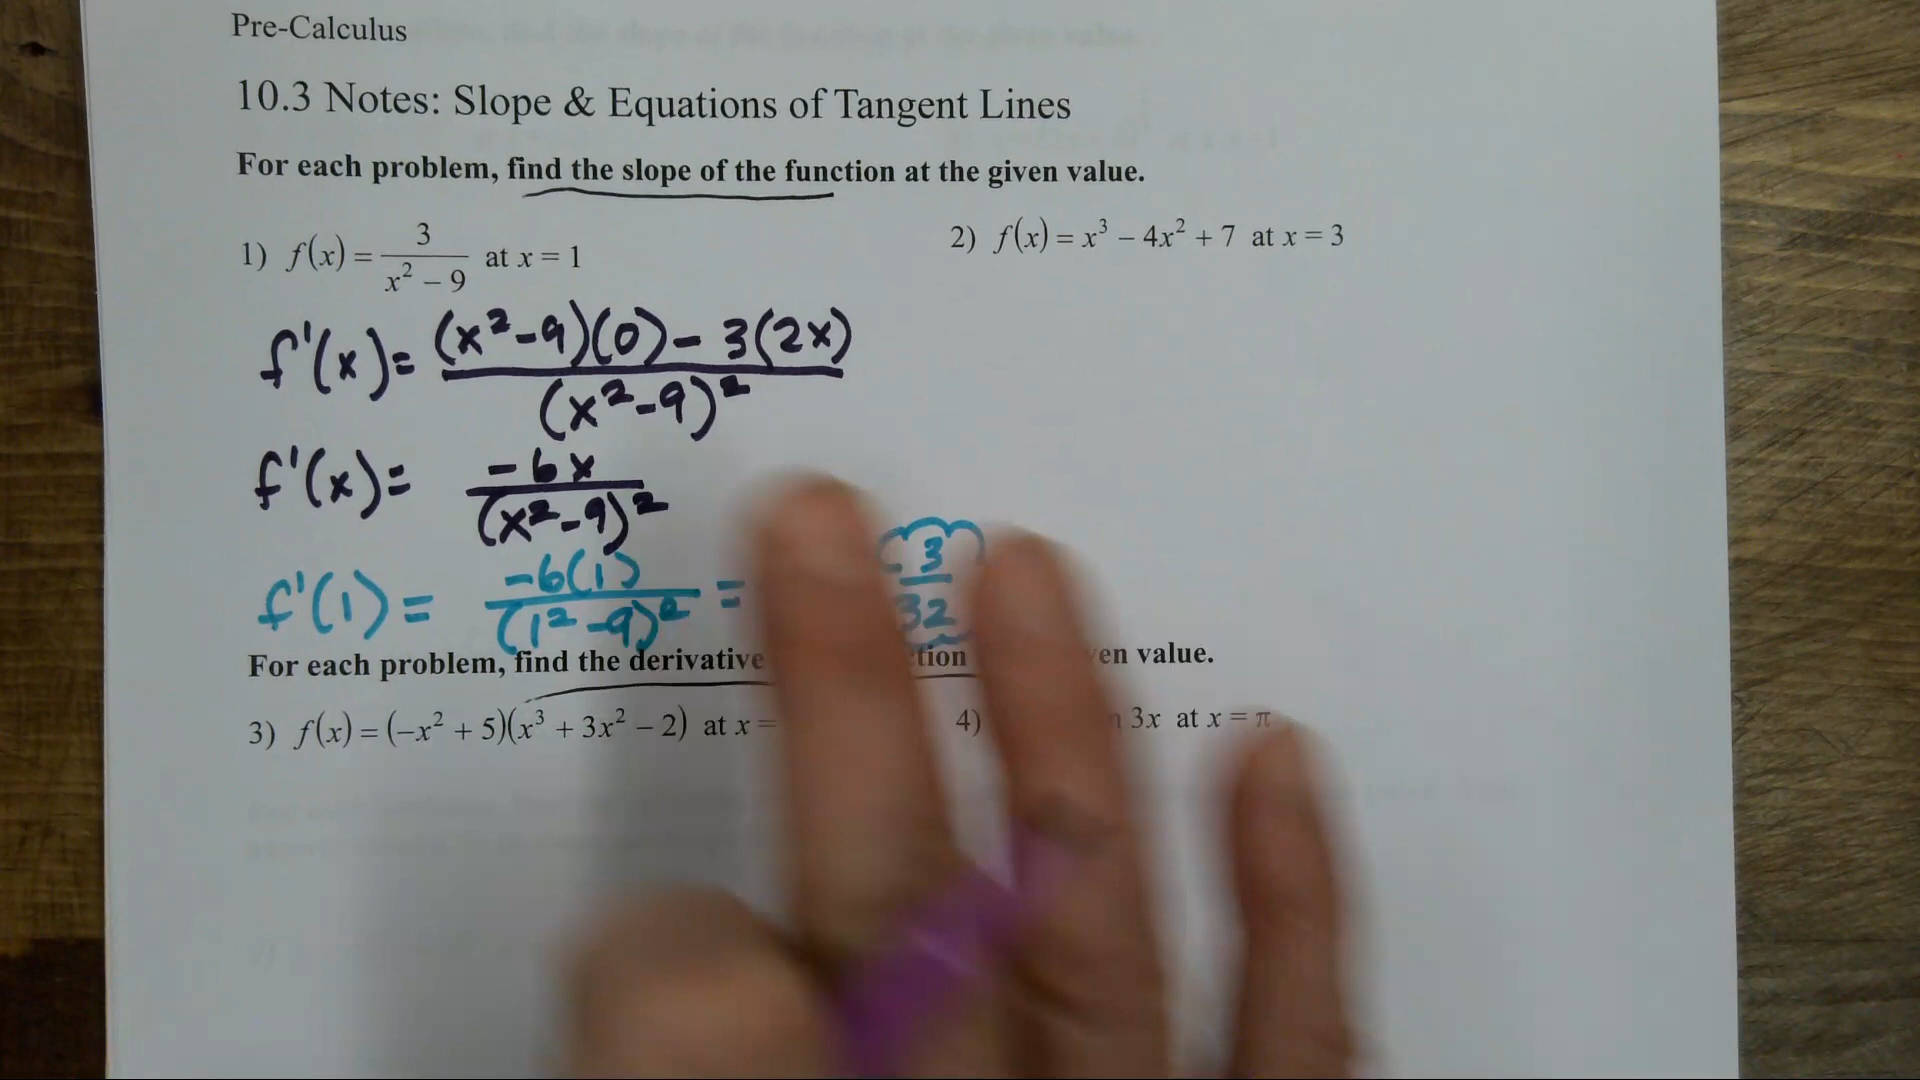 Pre-Calculus
10.3 Notes: Slope & Equations of Tangent Lines
For each problem, find the slope of the function at the given value.
1) f(x) = 3/(x² – 9) at x = 1
2) f(x) = x³ – 4x² + 7 at x = 3
f'(x) = ((x²-9)(0) - 3(2x))/(x²-9)²
f'(x) = -6x/(x²-9)²
f'(1) = -6(1)/(1²-9)² = 3/32
For each problem, find the derivative value.
3) f(x) = (–x² + 5)(x³ + 3x² – 2) at x =
4) 3x at x = π